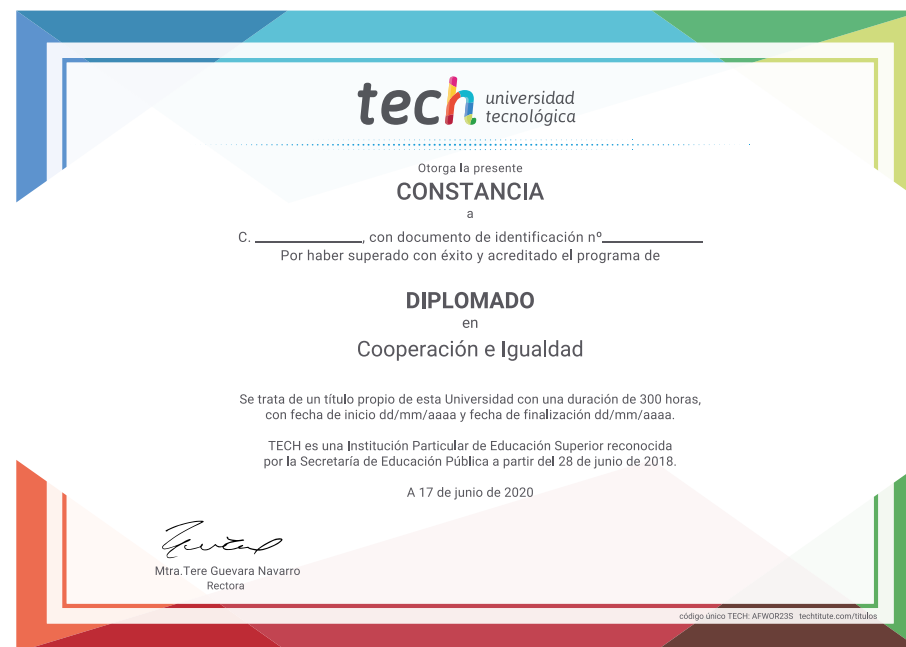 tech universidad
tecnológica
Otorga la presente
CONSTANCIA
a
C. ____________, con documento de identificación nº____________
Por haber superado con éxito y acreditado el programa de
DIPLOMADO
en
Cooperación e Igualdad
Se trata de un título propio de esta Universidad con una duración de 300 horas,
con fecha de inicio dd/mm/aaaa y fecha de finalización dd/mm/aaaa.
TECH es una Institución Particular de Educación Superior reconocida
por la Secretaría de Educación Pública a partir del 28 de junio de 2018.
A 17 de junio de 2020
Mtra.Tere Guevara Navarro
Rectora
código único TECH: AFWOR23S techtitute.com/titulos